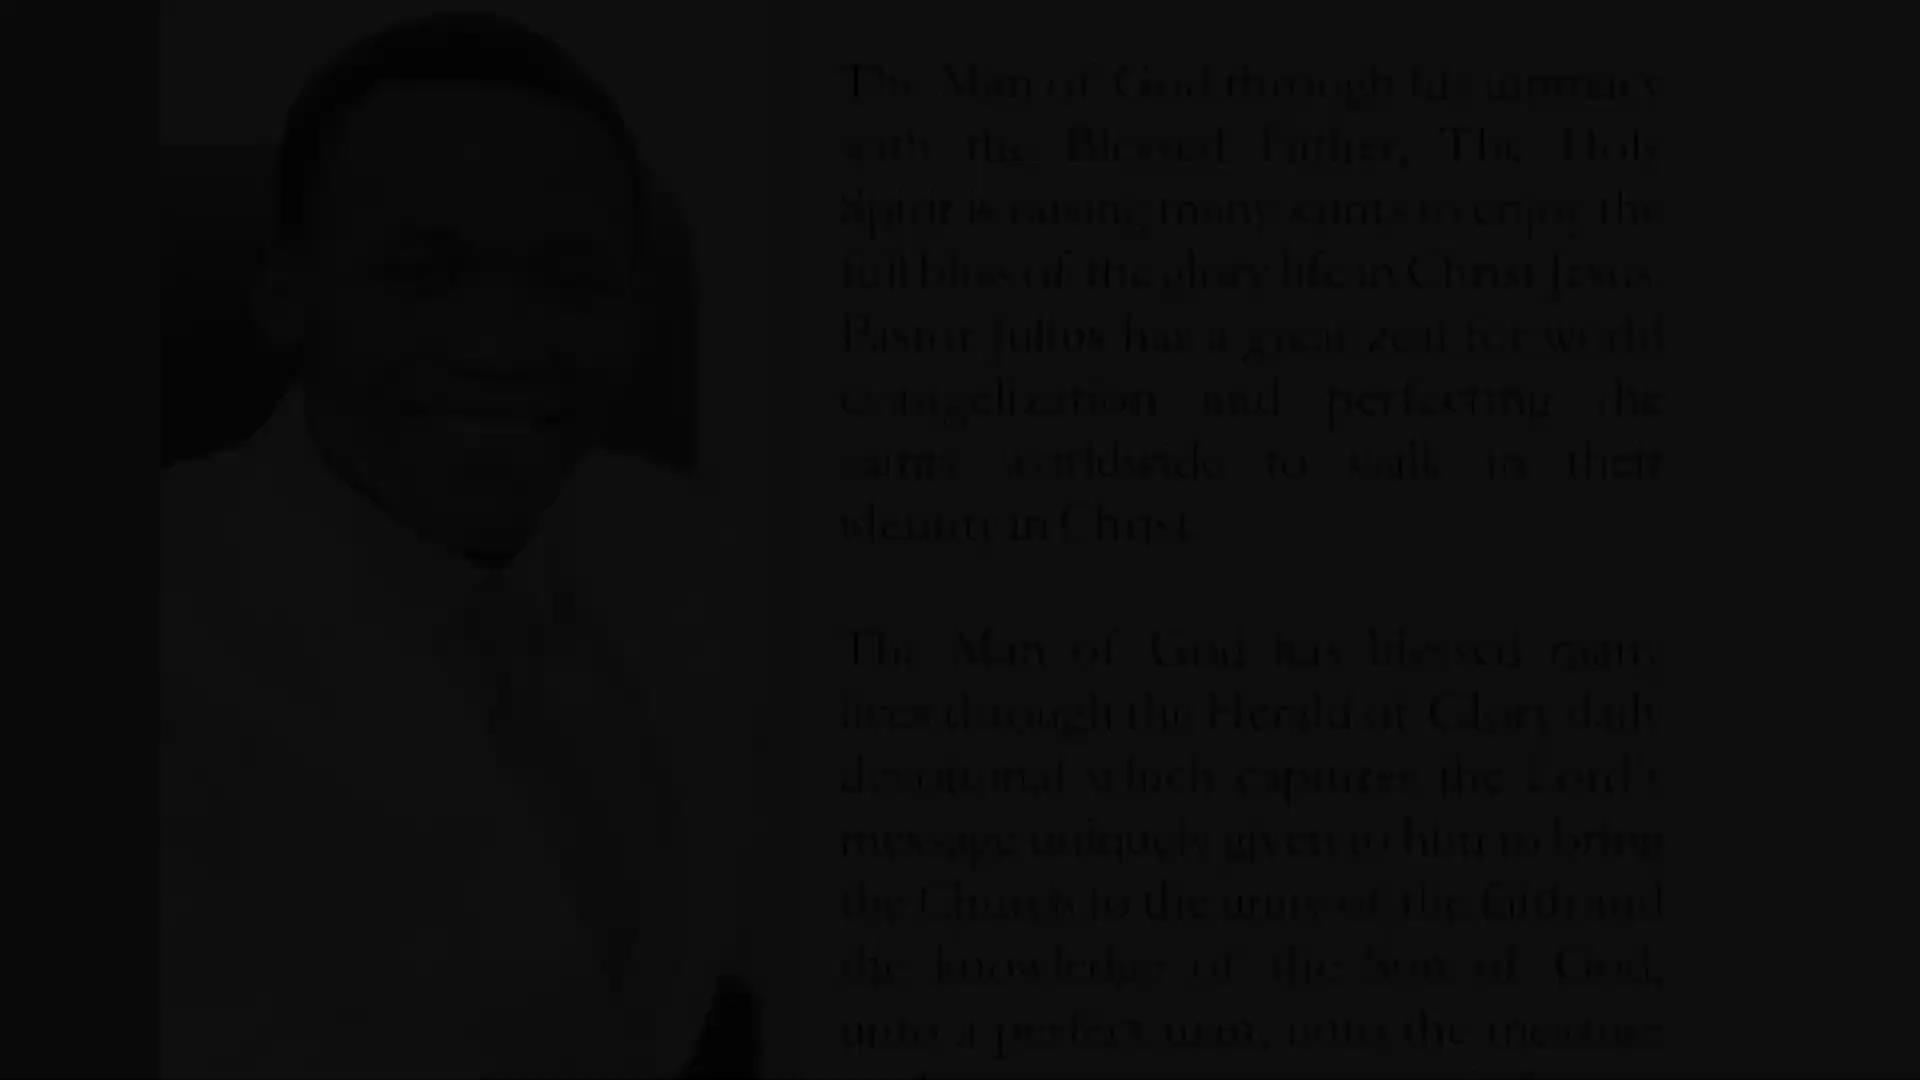 The Man of God through his intimacy
with the Blessed Father, The Holy
Spirit is raising many saints to enjoy the
full bliss of the glory life in Christ Jesus.
Pastor Julius has a great zeal for world
evangelization and perfecting the
saints worldwide to walk in their
identity in Christ.
The Man of God has blessed many
lives through the Herald of Glory daily
devotional which captures the Lord's
message uniquely given to him to bring
the Church to the unity of the faith and
the knowledge of the Son of God,
unto a perfect man, unto the measure